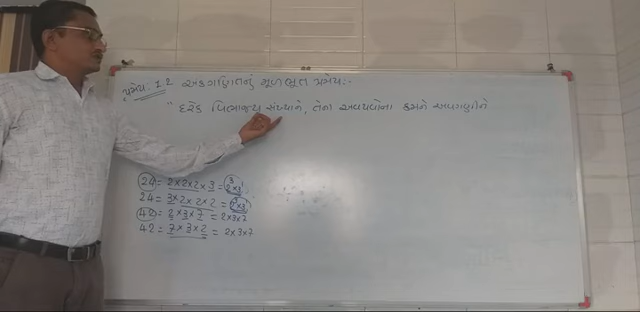 પ્રમેય: 1.2 અંકગણિતનું મૂળભૂત પ્રમેય:-
" દરેક વિભાજ્ય સંખ્યાને, તેના અવયવોના ક્રમને અવગણીને
24 = 2×2×2×3 = 2³×3
24 = 3×2×2×2 = 2³×3¹
42 = 2×3×7 = 2×3×7
42 = 7×3×2 = 2×3×7